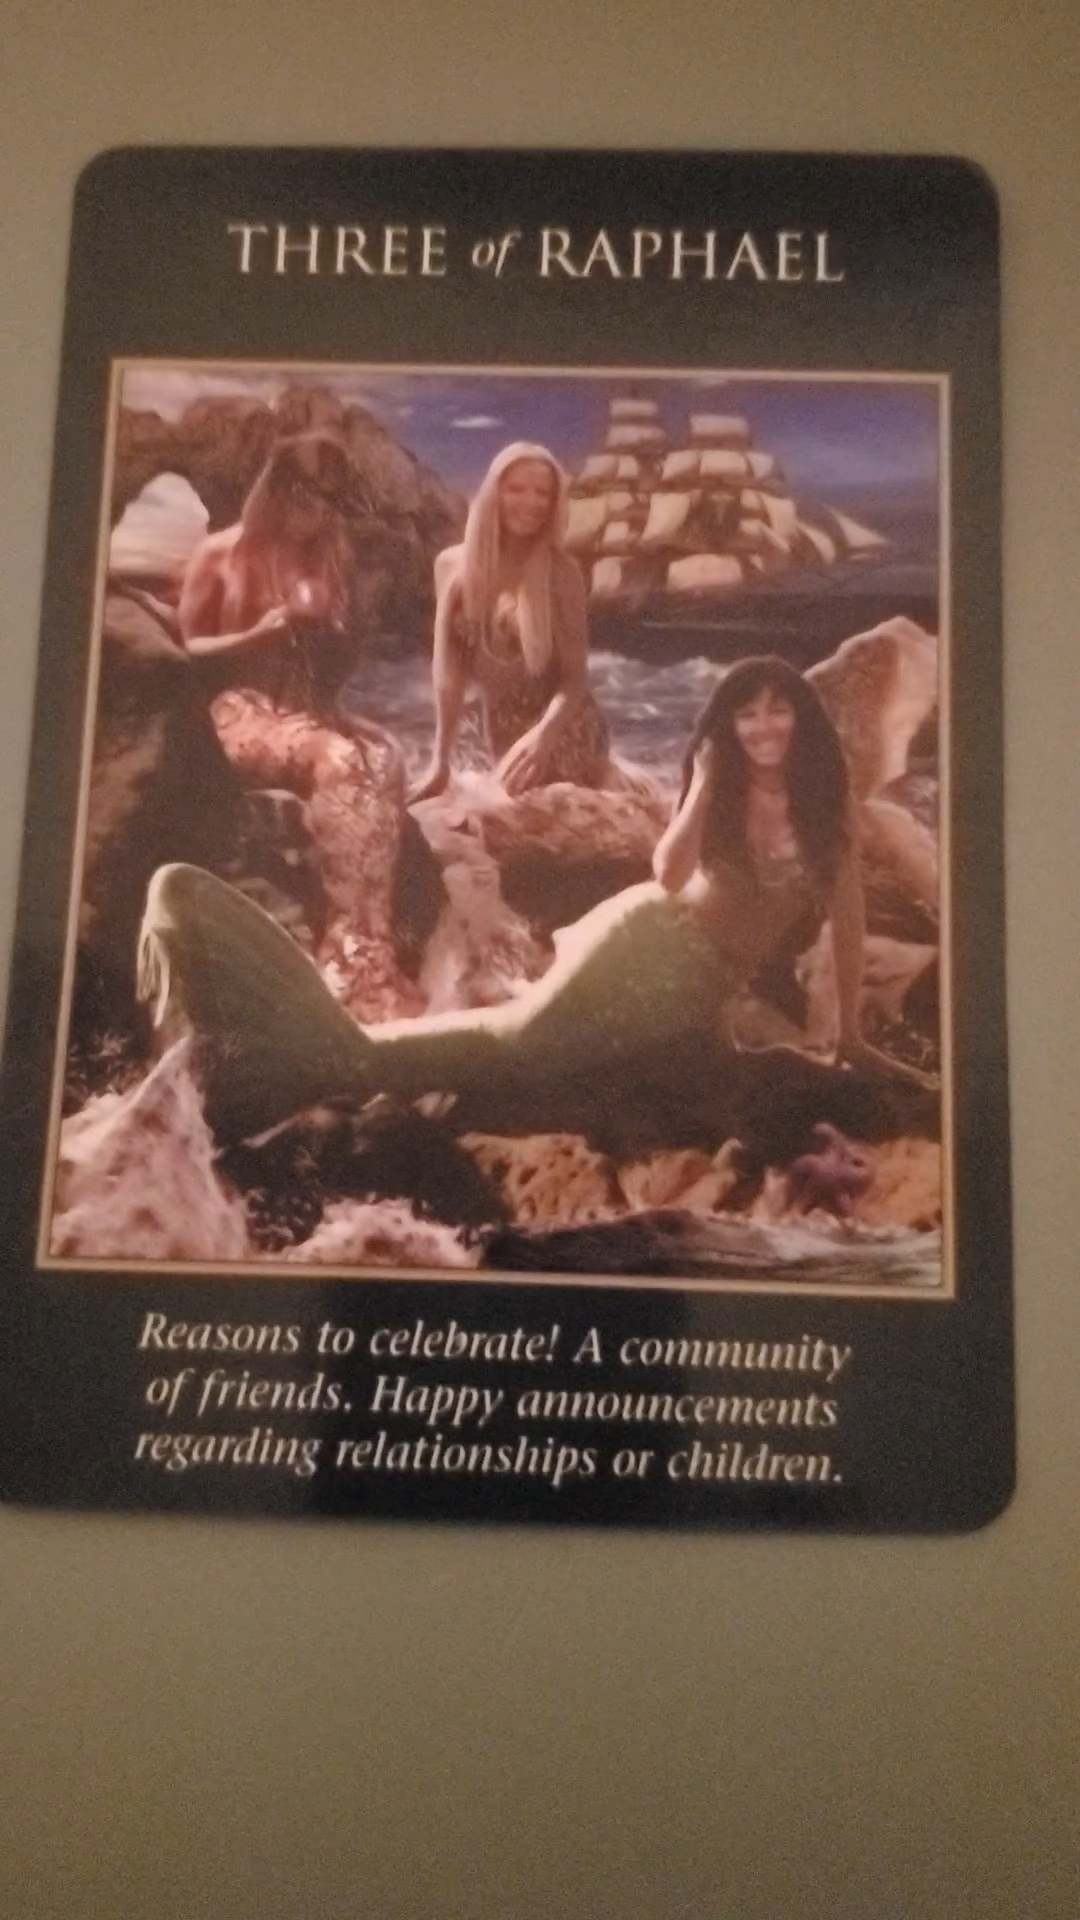 THREE of RAPHAEL
Reasons to celebrate! A community
of friends. Happy announcements
regarding relationships or children.